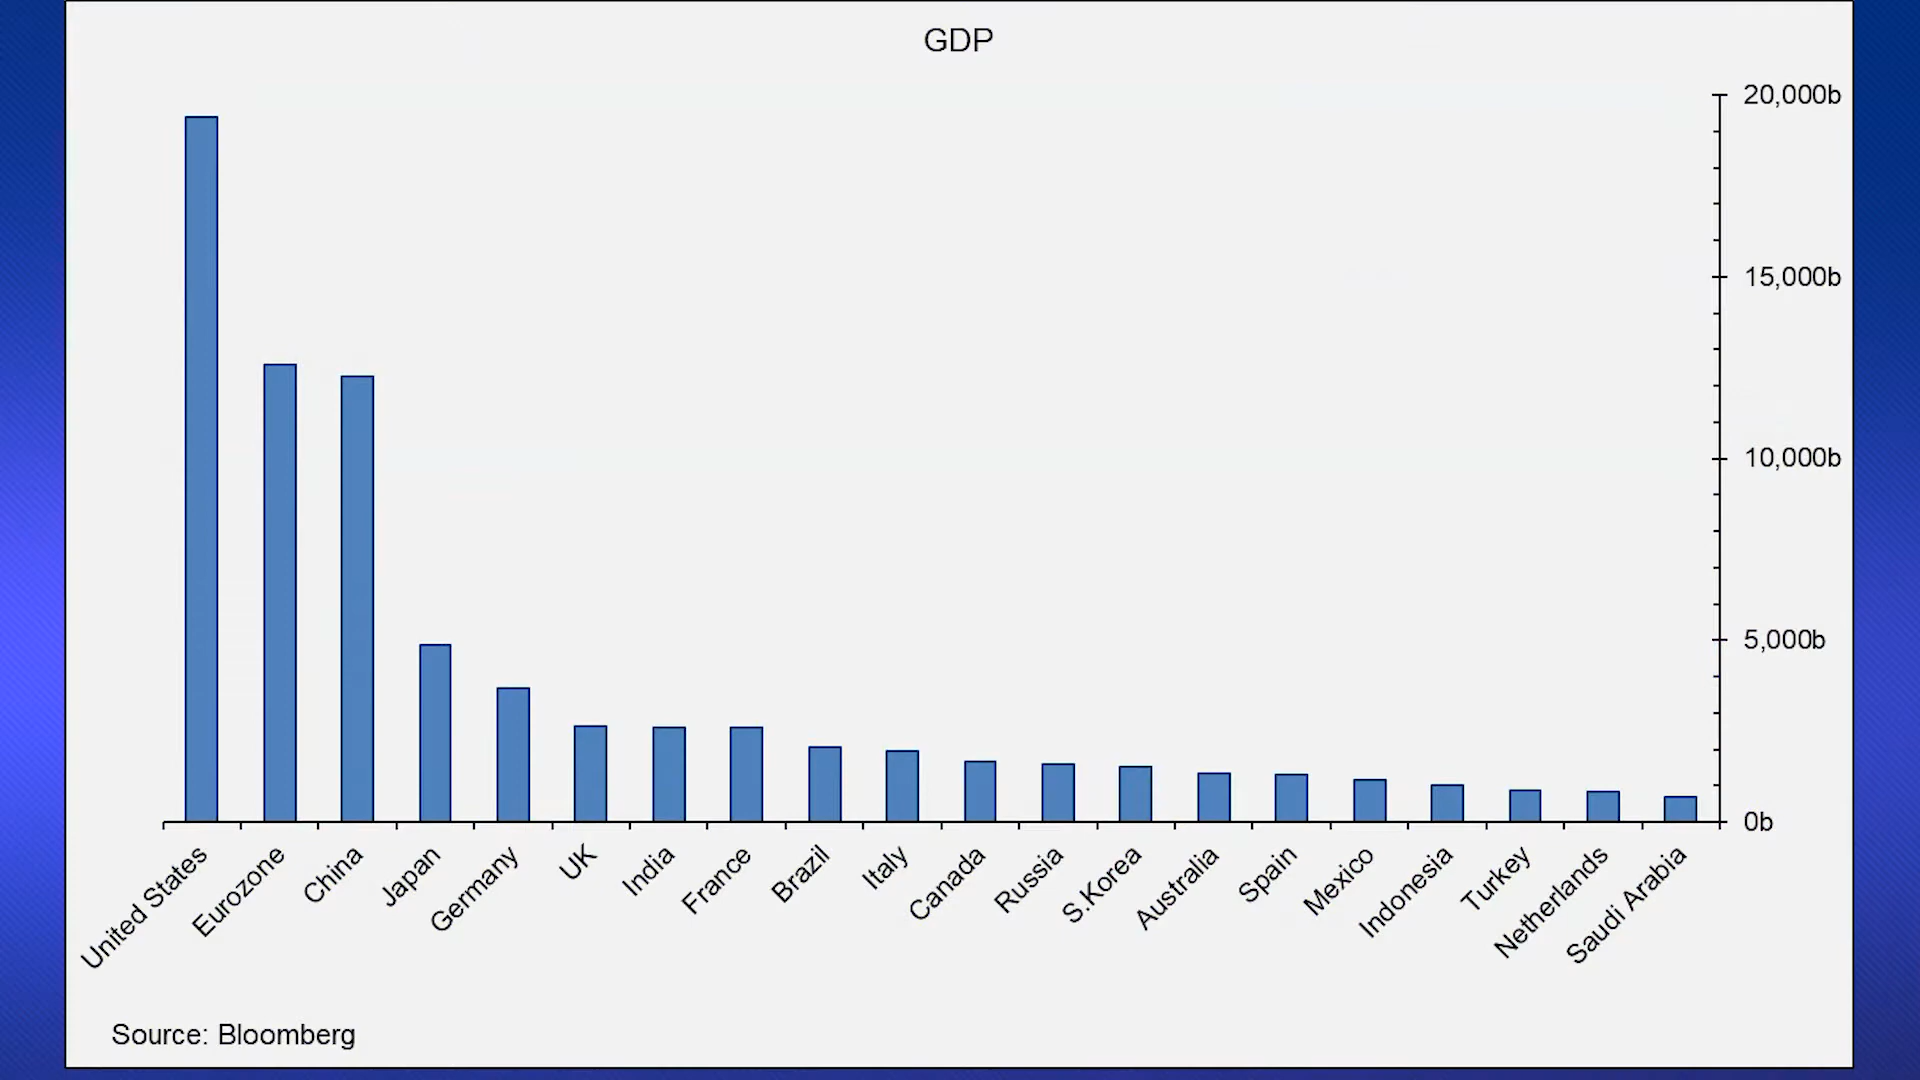 GDP
20,000b
15,000b
10,000b
5,000b
0b
United States
Eurozone
China
Japan
Germany
UK
India
France
Brazil
Italy
Canada
Russia
S.Korea
Australia
Spain
Mexico
Indonesia
Turkey
Netherlands
Saudi Arabia
Source: Bloomberg